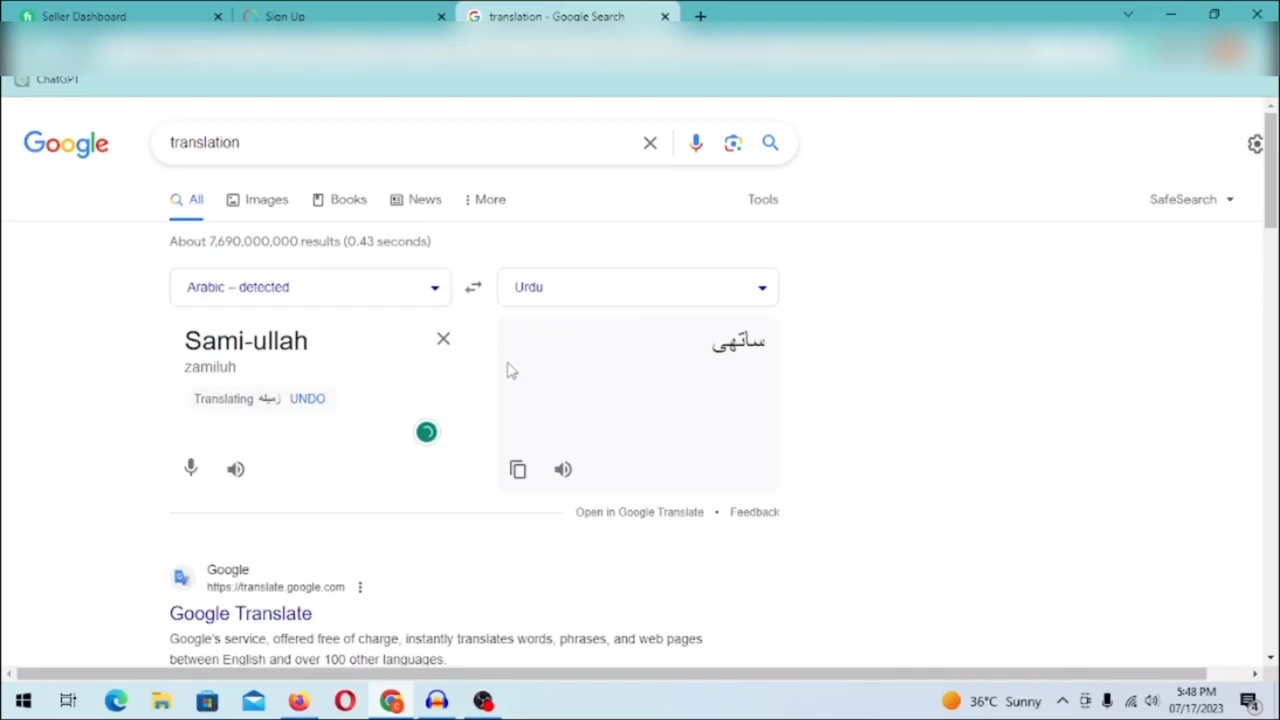 Seller Dashboard
Sign Up
translation - Google Search
ChatGPT
Google
translation
All
Images
Books
News
More
Tools
SafeSearch
About 7,690,000,000 results (0.43 seconds)
Arabic – detected
Urdu
Sami-ullah
ساتھی
zamiluh
Translating زميله UNDO
Open in Google Translate • Feedback
Google
https://translate.google.com
Google Translate
Google's service, offered free of charge, instantly translates words, phrases, and web pages
between English and over 100 other languages.
36°C Sunny
5:48 PM
07/17/2023
4